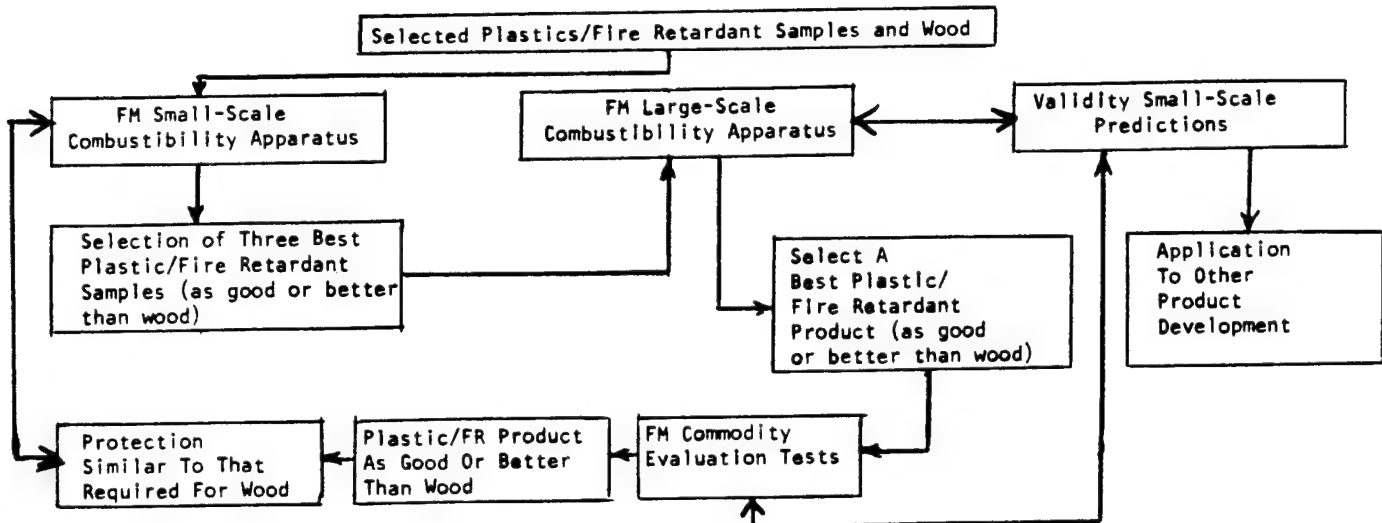 Selected Plastics/Fire Retardant Samples and Wood
FM Small-Scale
Combustibility Apparatus
FM Large-Scale
Combustibility Apparatus
Validity Small-Scale
Predictions
Selection of Three Best
Plastic/Fire Retardant
Samples (as good or better
than wood)
Select A
Best Plastic/
Fire Retardant
Product (as good
or better than wood)
Application
To Other
Product
Development
Protection
Similar To That
Required For Wood
Plastic/FR Product
As Good Or Better
Than Wood
FM Commodity
Evaluation Tests